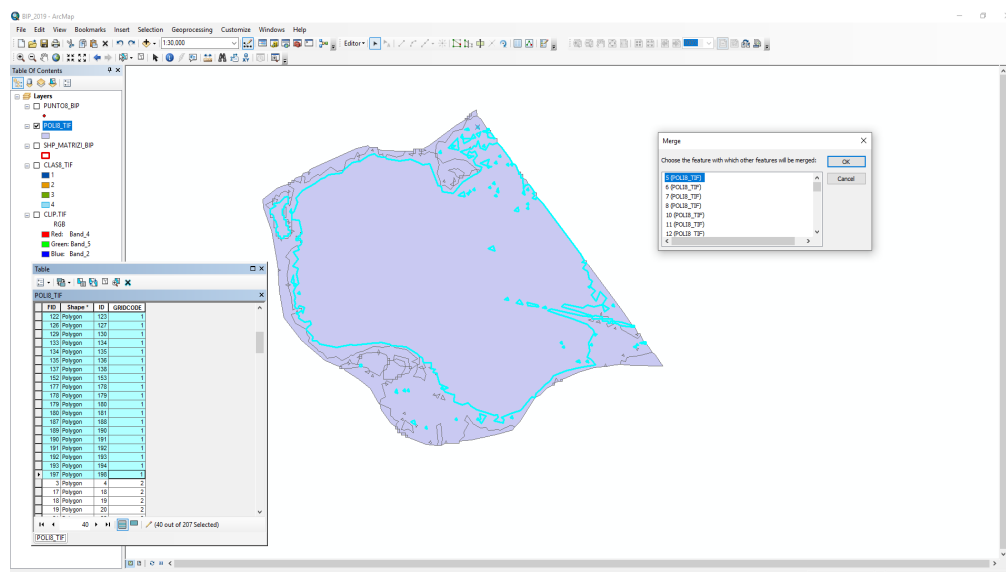 BIP_2019 - ArcMap
File Edit View Bookmarks Insert Selection Geoprocessing Customize Windows Help
1:30,000
Editor
Table Of Contents
Layers
PUNTO8_BIP
POLI8_TIF
SHP_MATRIZI_BIP
CLAS8_TIF
1
2
3
4
CLIP.TIF
RGB
Red: Band_4
Green: Band_5
Blue: Band_2
Table
POLI8_TIF
FID Shape * ID GRIDCODE
122 Polygon 123 1
126 Polygon 127 1
129 Polygon 130 1
133 Polygon 134 1
134 Polygon 135 1
135 Polygon 136 1
137 Polygon 138 1
152 Polygon 153 1
177 Polygon 178 1
178 Polygon 179 1
179 Polygon 180 1
180 Polygon 181 1
187 Polygon 188 1
189 Polygon 190 1
190 Polygon 191 1
191 Polygon 192 1
192 Polygon 193 1
193 Polygon 194 1
197 Polygon 198 1
3 Polygon 4 2
17 Polygon 18 2
18 Polygon 19 2
19 Polygon 20 2
40
(40 out of 207 Selected)
POLI8_TIF
Merge
Choose the feature with which other features will be merged:
5 (POLI8_TIF)
6 (POLI8_TIF)
7 (POLI8_TIF)
8 (POLI8_TIF)
10 (POLI8_TIF)
11 (POLI8_TIF)
12 (POLI8_TIF)
OK
Cancel